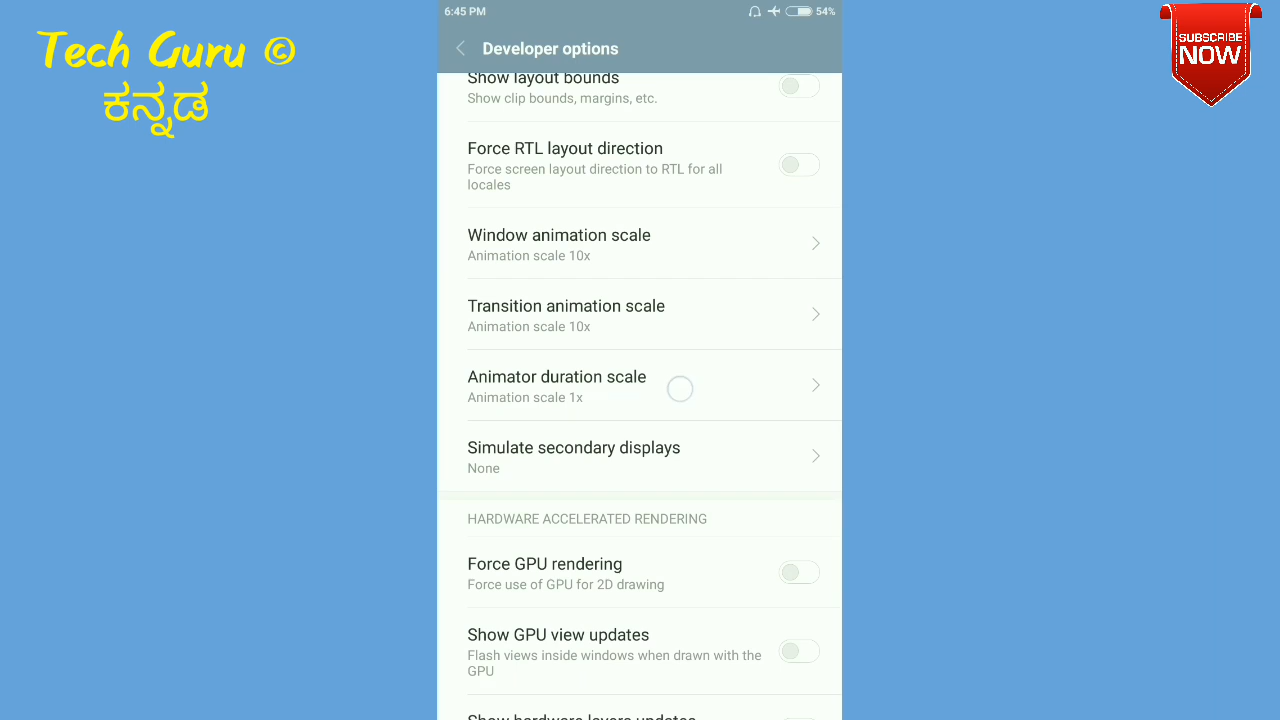 Tech Guru ©
ಕನ್ನಡ
SUBSCRIBE
NOW
6:45 PM
54%
Developer options
Show layout bounds
Show clip bounds, margins, etc.
Force RTL layout direction
Force screen layout direction to RTL for all
locales
Window animation scale
Animation scale 10x
Transition animation scale
Animation scale 10x
Animator duration scale
Animation scale 1x
Simulate secondary displays
None
HARDWARE ACCELERATED RENDERING
Force GPU rendering
Force use of GPU for 2D drawing
Show GPU view updates
Flash views inside windows when drawn with the
GPU
Show hardware layers updates